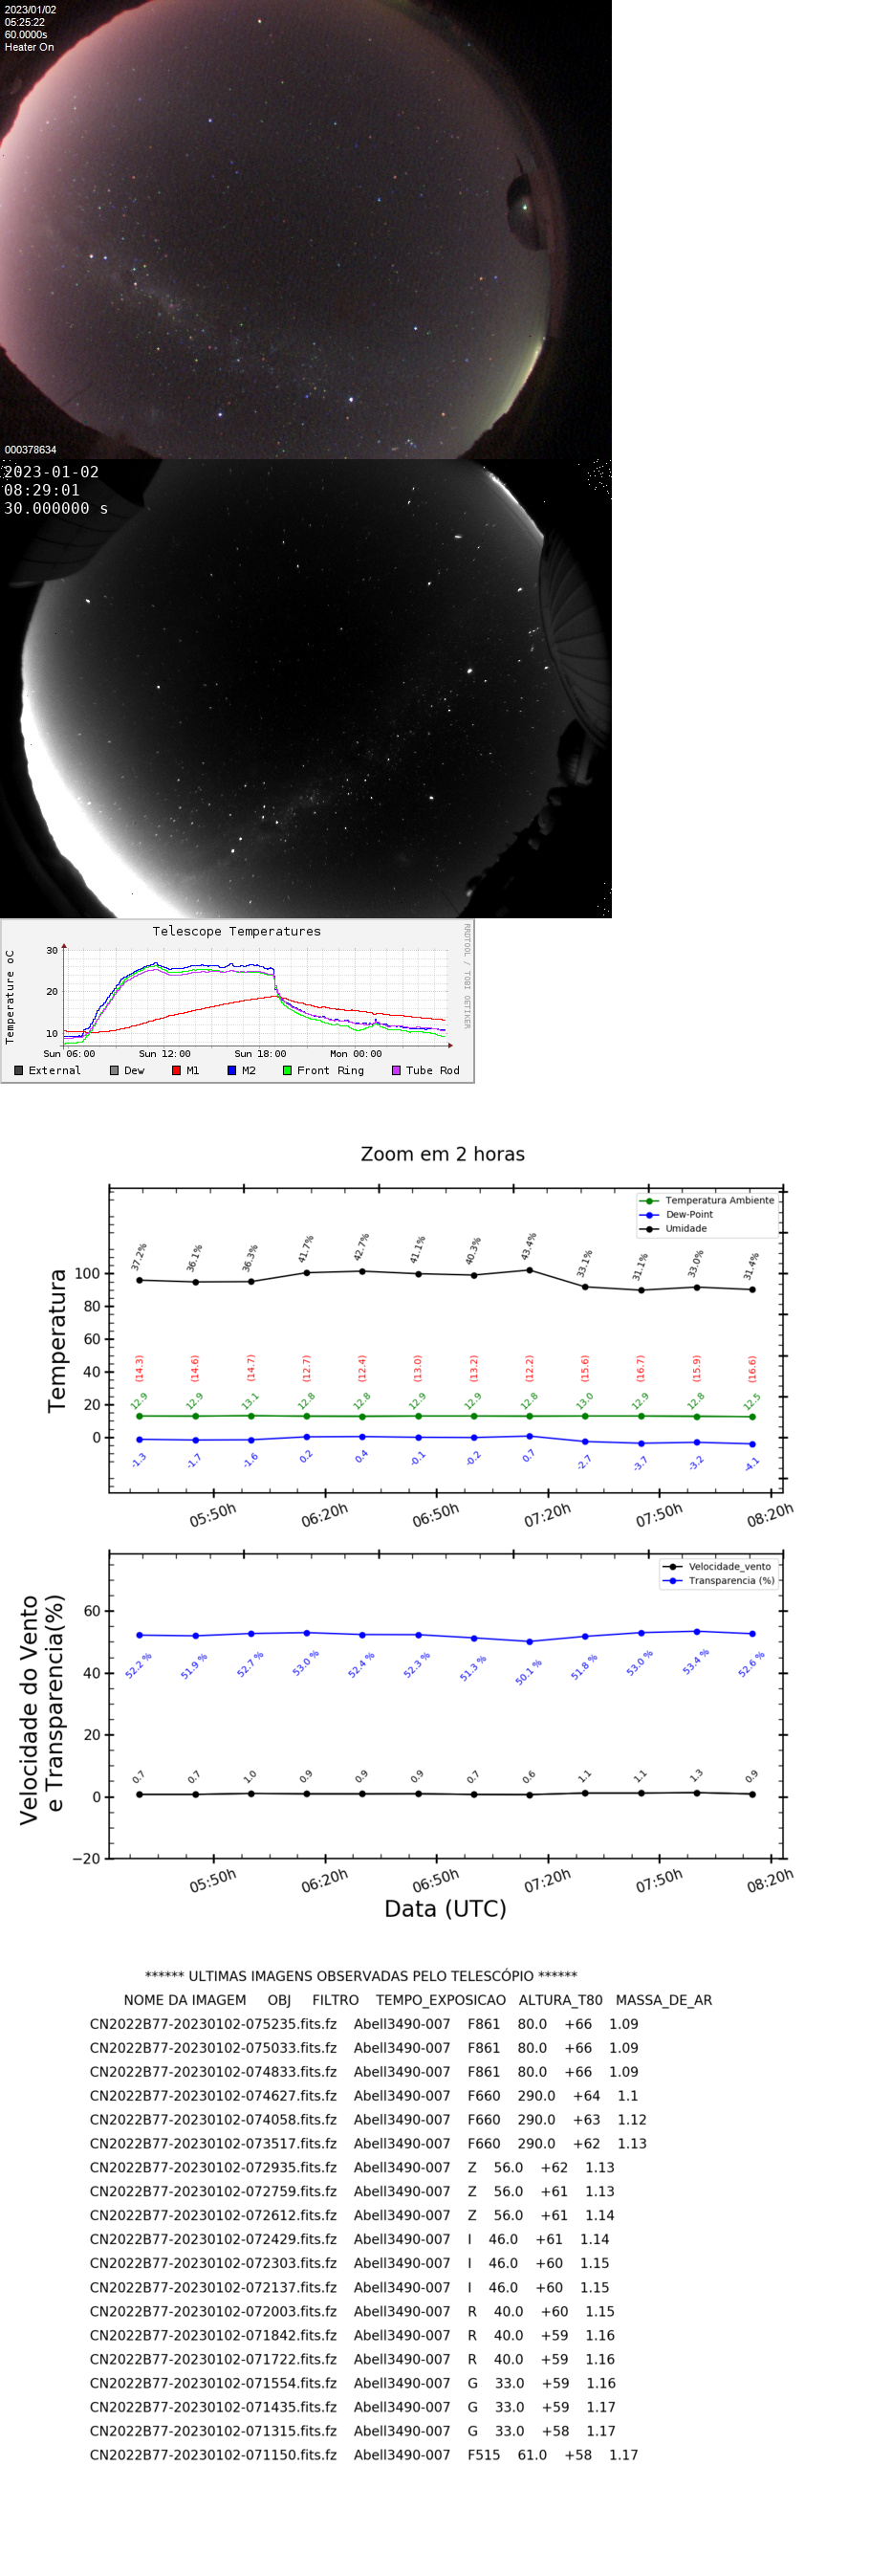 2023/01/02
05:25:22
60.0000s
Heater On
000378634
2023-01-02
08:29:01
30.000000 s
Telescope Temperatures
RRDTOOL / TOBI OETIKER
Temperature oC
30
20
10
Sun 06:00 Sun 12:00 Sun 18:00 Mon 00:00
External Dew M1 M2 Front Ring Tube Rod
Zoom em 2 horas
Temperatura Ambiente
Dew-Point
Umidade
Temperatura
37.2% 36.1% 36.3% 41.7% 42.7% 41.1% 40.3% 43.4% 33.1% 31.1% 33.0% 31.4%
100
80
60
40
20
0
(14.3) (14.6) (14.7) (12.7) (12.4) (13.0) (13.2) (12.2) (15.6) (16.7) (15.9) (16.6)
12.9 12.9 13.1 12.8 12.8 12.9 12.9 12.8 13.0 12.9 12.8 12.5
-1.3 -1.7 -1.6 0.2 0.4 -0.1 -0.2 0.7 -2.7 -3.7 -3.2 -4.1
05:50h 06:20h 06:50h 07:20h 07:50h 08:20h
Velocidade_vento
Transparencia (%)
Velocidade do Vento
e Transparencia(%)
60
40
20
0
−20
52.2 % 51.9 % 52.7 % 53.0 % 52.4 % 52.3 % 51.3 % 50.1 % 51.8 % 53.0 % 53.4 % 52.6 %
0.7 0.7 1.0 0.9 0.9 0.9 0.7 0.6 1.1 1.1 1.3 0.9
05:50h 06:20h 06:50h 07:20h 07:50h 08:20h
Data (UTC)
****** ULTIMAS IMAGENS OBSERVADAS PELO TELESCÓPIO ******
NOME DA IMAGEM OBJ FILTRO TEMPO_EXPOSICAO ALTURA_T80 MASSA_DE_AR
CN2022B77-20230102-075235.fits.fz Abell3490-007 F861 80.0 +66 1.09
CN2022B77-20230102-075033.fits.fz Abell3490-007 F861 80.0 +66 1.09
CN2022B77-20230102-074833.fits.fz Abell3490-007 F861 80.0 +66 1.09
CN2022B77-20230102-074627.fits.fz Abell3490-007 F660 290.0 +64 1.1
CN2022B77-20230102-074058.fits.fz Abell3490-007 F660 290.0 +63 1.12
CN2022B77-20230102-073517.fits.fz Abell3490-007 F660 290.0 +62 1.13
CN2022B77-20230102-072935.fits.fz Abell3490-007 Z 56.0 +62 1.13
CN2022B77-20230102-072759.fits.fz Abell3490-007 Z 56.0 +61 1.13
CN2022B77-20230102-072612.fits.fz Abell3490-007 Z 56.0 +61 1.14
CN2022B77-20230102-072429.fits.fz Abell3490-007 I 46.0 +61 1.14
CN2022B77-20230102-072303.fits.fz Abell3490-007 I 46.0 +60 1.15
CN2022B77-20230102-072137.fits.fz Abell3490-007 I 46.0 +60 1.15
CN2022B77-20230102-072003.fits.fz Abell3490-007 R 40.0 +60 1.15
CN2022B77-20230102-071842.fits.fz Abell3490-007 R 40.0 +59 1.16
CN2022B77-20230102-071722.fits.fz Abell3490-007 R 40.0 +59 1.16
CN2022B77-20230102-071554.fits.fz Abell3490-007 G 33.0 +59 1.16
CN2022B77-20230102-071435.fits.fz Abell3490-007 G 33.0 +59 1.17
CN2022B77-20230102-071315.fits.fz Abell3490-007 G 33.0 +58 1.17
CN2022B77-20230102-071150.fits.fz Abell3490-007 F515 61.0 +58 1.17